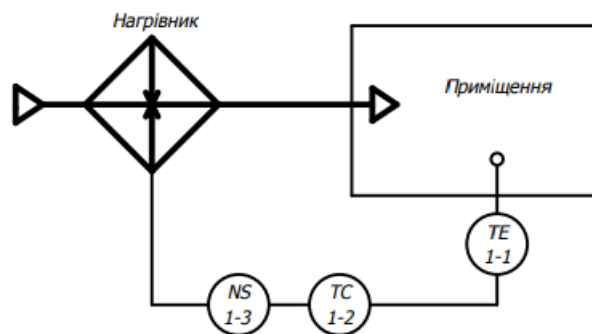 Нагрівник
Приміщення
TE
1-1
NS
1-3
TC
1-2